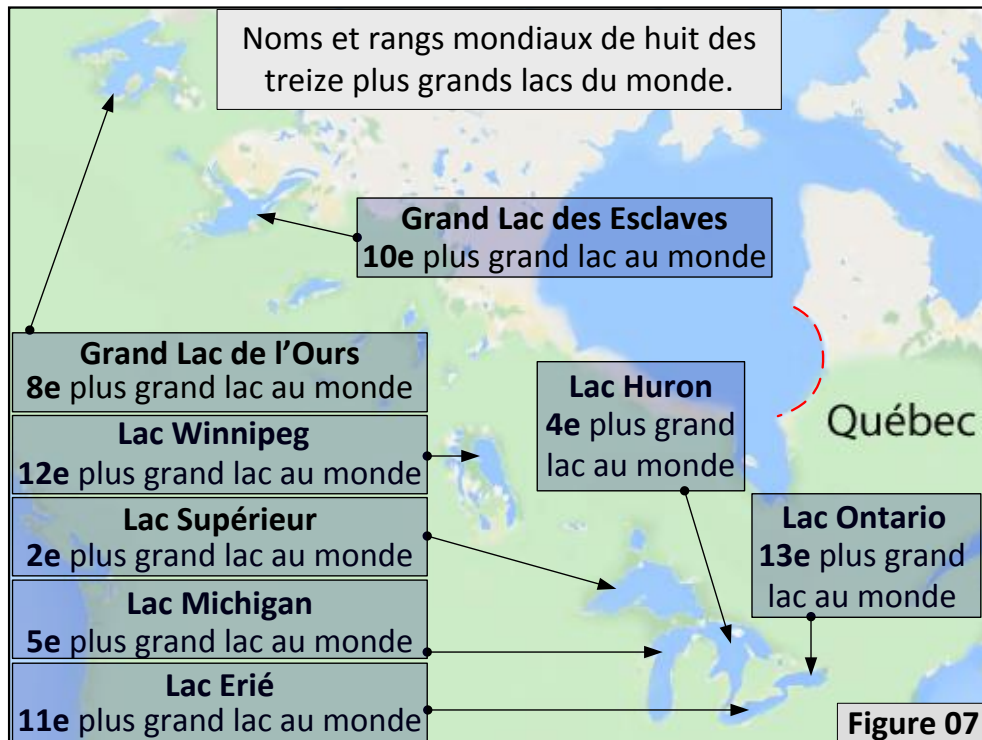 Noms et rangs mondiaux de huit des
treize plus grands lacs du monde.
Grand Lac des Esclaves
10e plus grand lac au monde
Grand Lac de l’Ours
8e plus grand lac au monde
Lac Huron
4e plus grand
lac au monde
Québec
Lac Winnipeg
12e plus grand lac au monde
Lac Supérieur
2e plus grand lac au monde
Lac Ontario
13e plus grand
lac au monde
Lac Michigan
5e plus grand lac au monde
Lac Erié
11e plus grand lac au monde
Figure 07